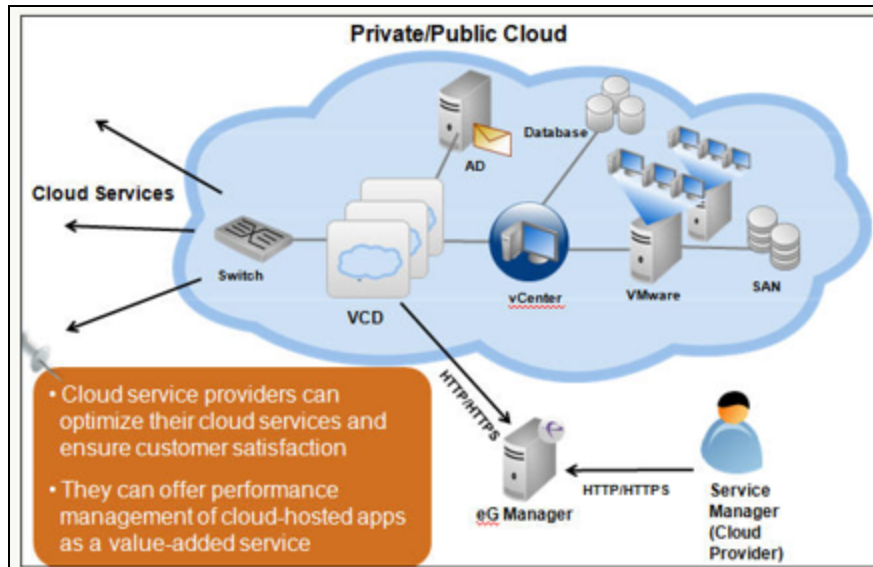 Private/Public Cloud
Database
AD
Cloud Services
Switch
VCD
vCenter
VMware
SAN
HTTP/HTTPS
• Cloud service providers can
optimize their cloud services and
ensure customer satisfaction
• They can offer performance
management of cloud-hosted apps
as a value-added service
eG Manager
HTTP/HTTPS
Service
Manager
(Cloud
Provider)